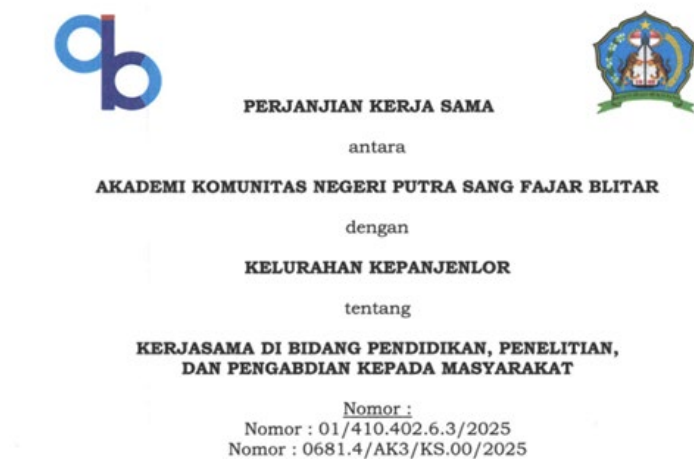 PERJANJIAN KERJA SAMA
antara
AKADEMI KOMUNITAS NEGERI PUTRA SANG FAJAR BLITAR
dengan
KELURAHAN KEPANJENLOR
tentang
KERJASAMA DI BIDANG PENDIDIKAN, PENELITIAN,
DAN PENGABDIAN KEPADA MASYARAKAT
Nomor :
Nomor : 01/410.402.6.3/2025
Nomor : 0681.4/AK3/KS.00/2025